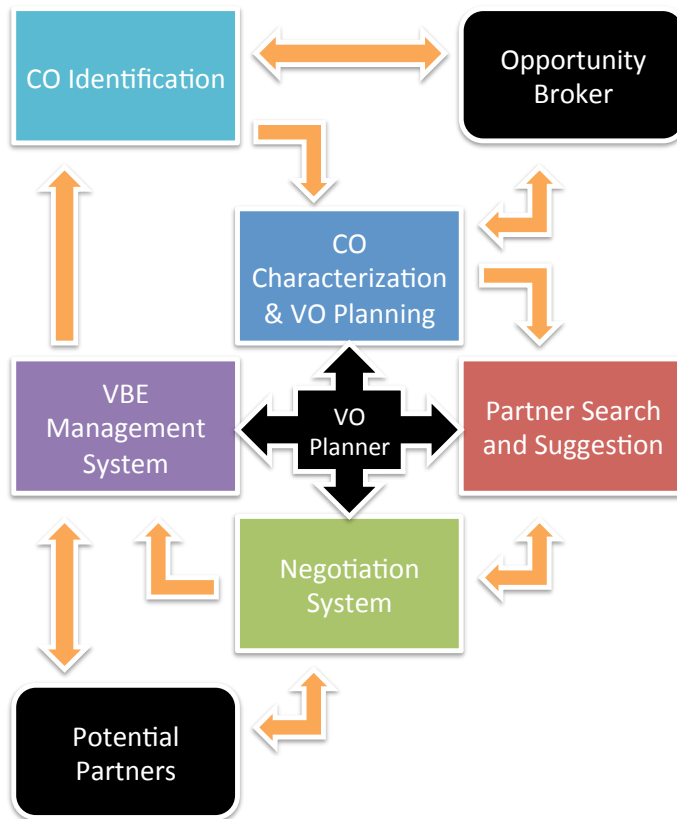 CO Identification
Opportunity
Broker
CO
Characterization
& VO Planning
VBE
Management
System
VO
Planner
Partner Search
and Suggestion
Negotiation
System
Potential
Partners